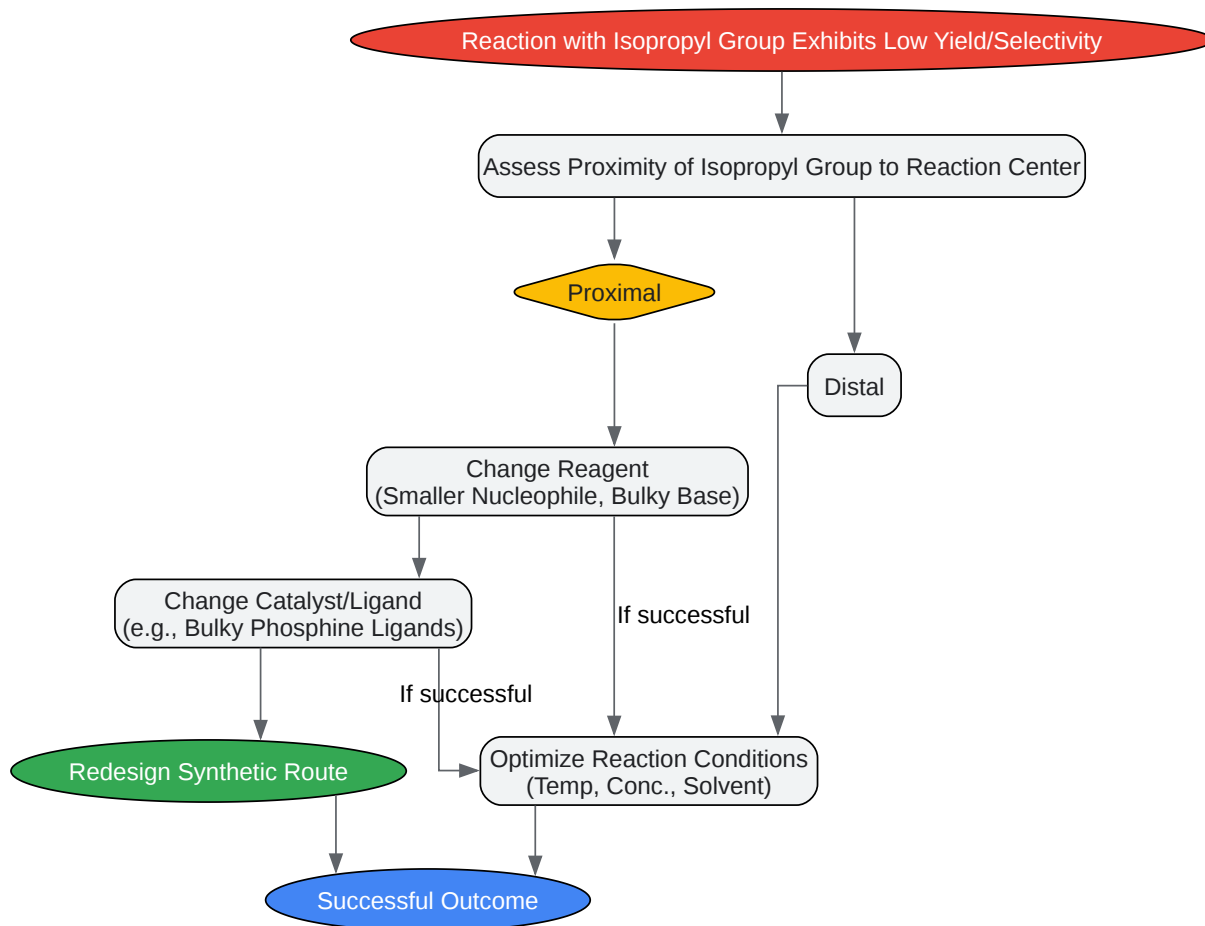 Reaction with Isopropyl Group Exhibits Low Yield/Selectivity
Assess Proximity of Isopropyl Group to Reaction Center
Proximal
Distal
Change Reagent
(Smaller Nucleophile, Bulky Base)
Change Catalyst/Ligand
(e.g., Bulky Phosphine Ligands)
If successful
If successful
Redesign Synthetic Route
Optimize Reaction Conditions
(Temp, Conc., Solvent)
Successful Outcome